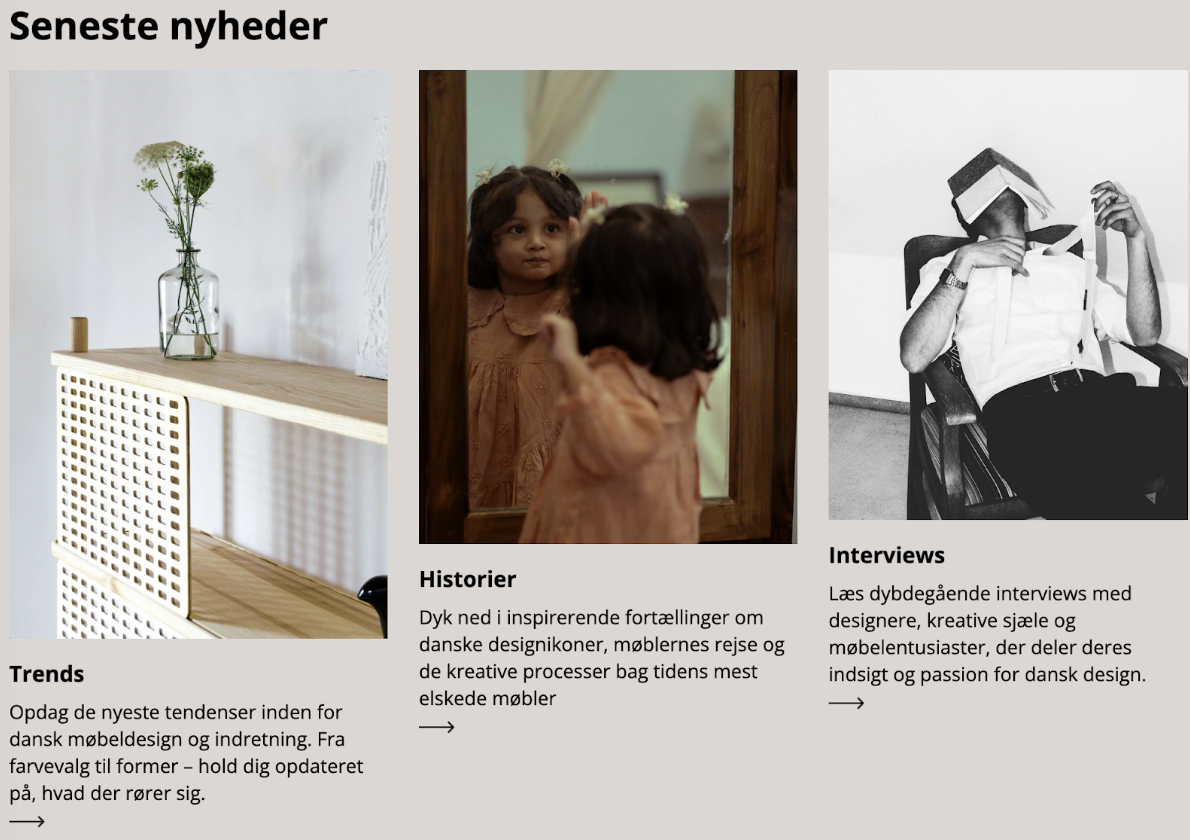 Seneste nyheder
Trends
Opdag de nyeste tendenser inden for
dansk møbeldesign og indretning. Fra
farvevalg til former – hold dig opdateret
på, hvad der rører sig.
Historier
Dyk ned i inspirerende fortællinger om
danske designikoner, møblernes rejse og
de kreative processer bag tidens mest
elskede møbler
Interviews
Læs dybdegående interviews med
designere, kreative sjæle og
møbelentusiaster, der deler deres
indsigt og passion for dansk design.